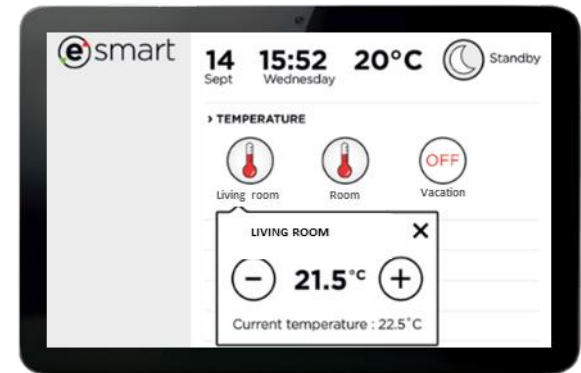 esmart
14 15:52 20°C Standby
Sept Wednesday
› TEMPERATURE
OFF
Living room Room Vacation
LIVING ROOM X
− 21.5°C +
Current temperature : 22.5°C